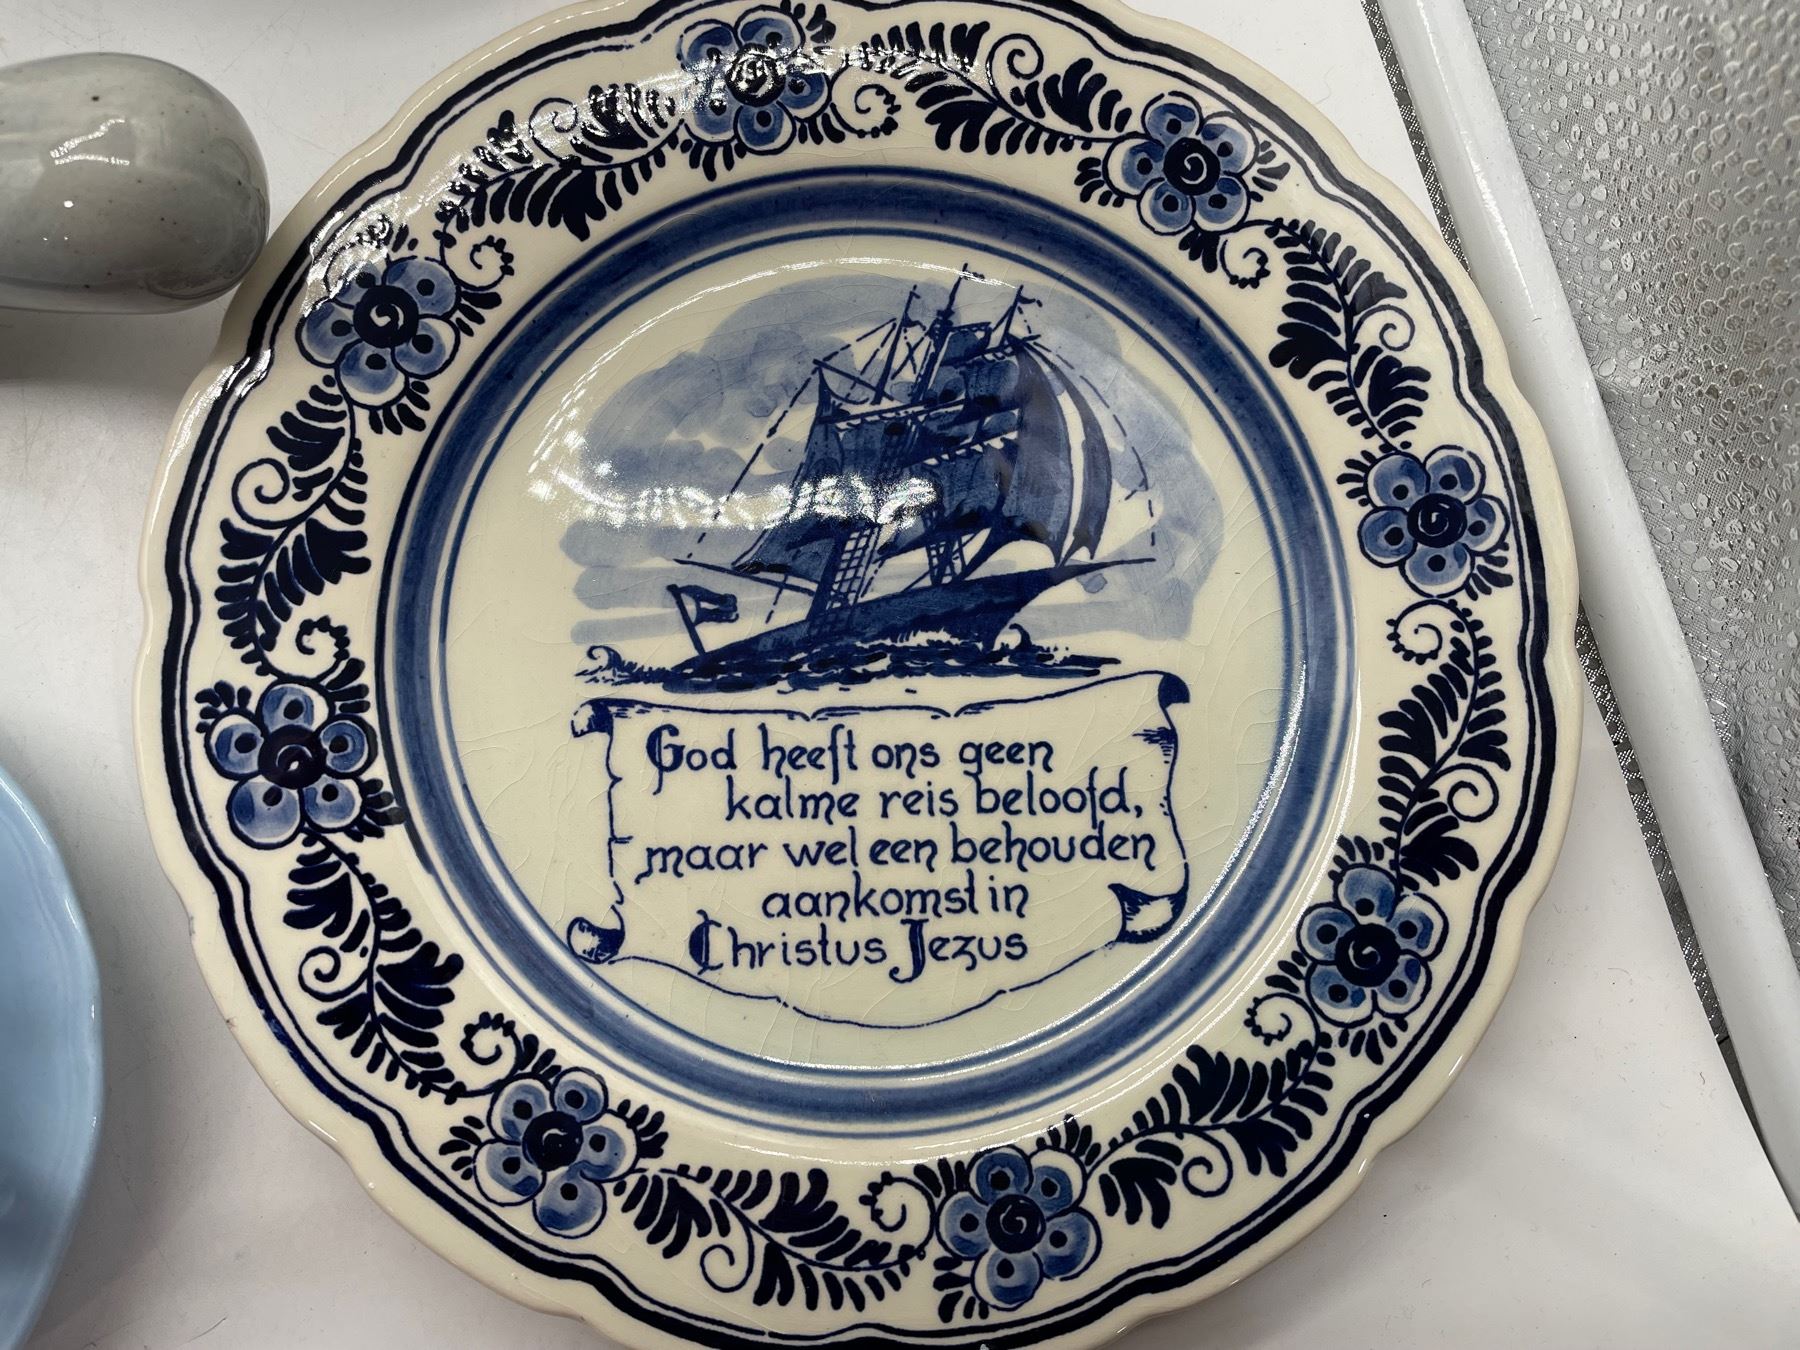 God heeft ons geen
kalme reis beloofd,
maar wel een behouden
aankomst in
Christus Jezus